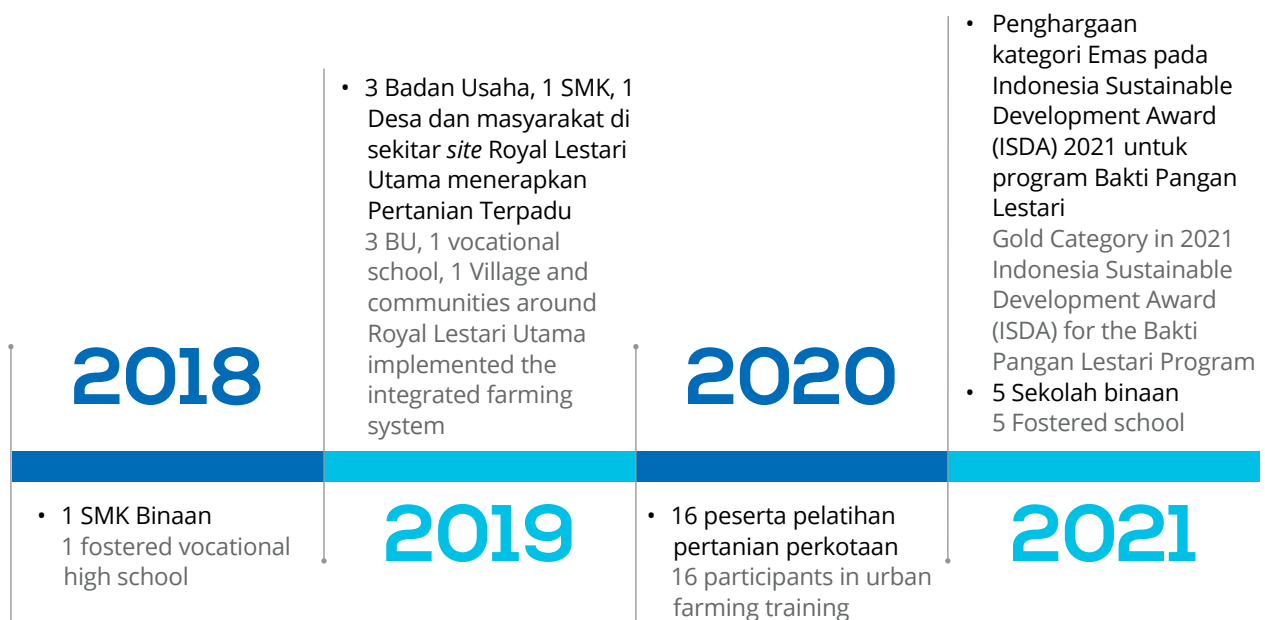 2018
• 1 SMK Binaan
1 fostered vocational
high school
• 3 Badan Usaha, 1 SMK, 1
Desa dan masyarakat di
sekitar site Royal Lestari
Utama menerapkan
Pertanian Terpadu
3 BU, 1 vocational
school, 1 Village and
communities around
Royal Lestari Utama
implemented the
integrated farming
system
2019
2020
• 16 peserta pelatihan
pertanian perkotaan
16 participants in urban
farming training
• Penghargaan
kategori Emas pada
Indonesia Sustainable
Development Award
(ISDA) 2021 untuk
program Bakti Pangan
Lestari
Gold Category in 2021
Indonesia Sustainable
Development Award
(ISDA) for the Bakti
Pangan Lestari Program
• 5 Sekolah binaan
5 Fostered school
2021